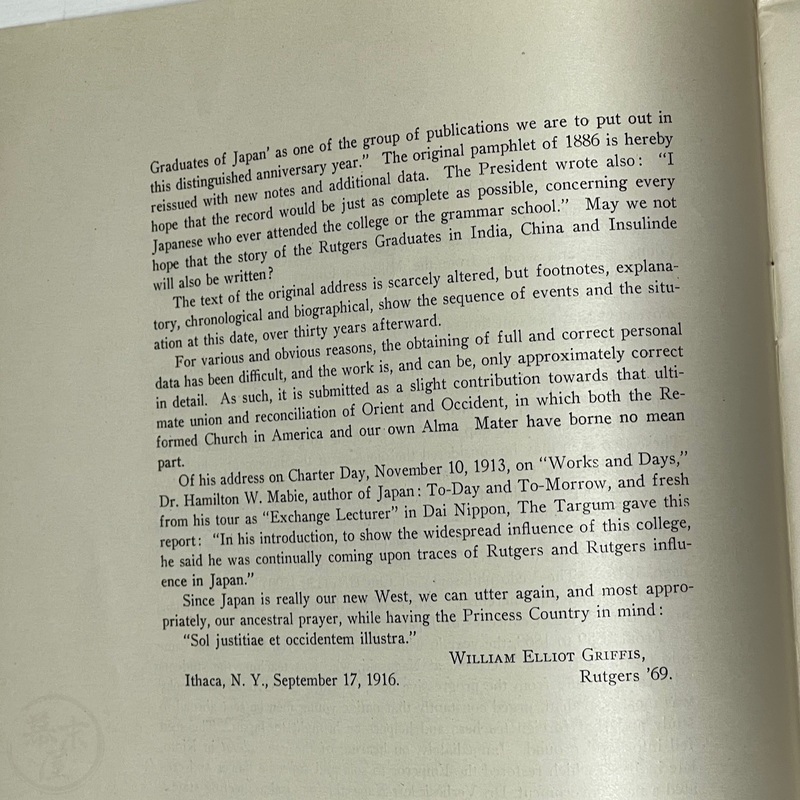 Graduates of Japan' as one of the group of publications we are to put out in
this distinguished anniversary year." The original pamphlet of 1886 is hereby
reissued with new notes and additional data. The President wrote also: "I
hope that the record would be just as complete as possible, concerning every
Japanese who ever attended the college or the grammar school." May we not
hope that the story of the Rutgers Graduates in India, China and Insulinde
will also be written?
The text of the original address is scarcely altered, but footnotes, explana-
tory, chronological and biographical, show the sequence of events and the situ-
ation at this date, over thirty years afterward.
For various and obvious reasons, the obtaining of full and correct personal
data has been difficult, and the work is, and can be, only approximately correct
in detail. As such, it is submitted as a slight contribution towards that ulti-
mate union and reconciliation of Orient and Occident, in which both the Re-
formed Church in America and our own Alma Mater have borne no mean
part.
Of his address on Charter Day, November 10, 1913, on "Works and Days,"
Dr. Hamilton W. Mabie, author of Japan: To-Day and To-Morrow, and fresh
from his tour as "Exchange Lecturer" in Dai Nippon, The Targum gave this
report: "In his introduction, to show the widespread influence of this college,
he said he was continually coming upon traces of Rutgers and Rutgers influ-
ence in Japan."
Since Japan is really our new West, we can utter again, and most appro-
priately, our ancestral prayer, while having the Princess Country in mind:
"Sol justitiae et occidentem illustra."
WILLIAM ELLIOT GRIFFIS,
Ithaca, N. Y., September 17, 1916. Rutgers '69.
幕末屋